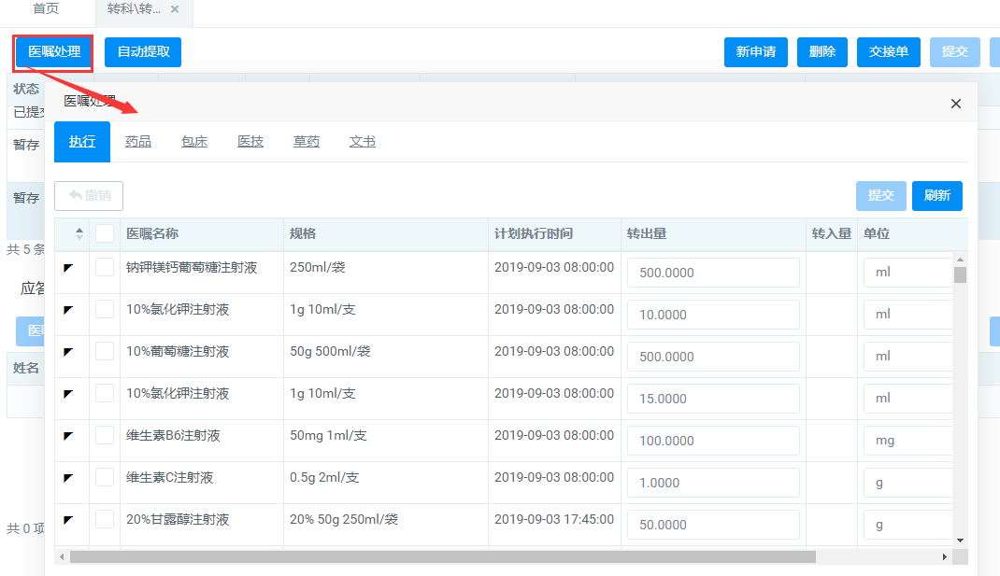 首页 转科\转... ×
医嘱处理 自动提取 新申请 删除 交接单 提交
状态
已提交
暂存
暂存
共 5 条
应答
医嘱
姓名
共 0 项
医嘱处理 ×
执行 药品 包床 医技 草药 文书
撤销 提交 刷新
医嘱名称 规格 计划执行时间 转出量 转入量 单位
钠钾镁钙葡萄糖注射液 250ml/袋 2019-09-03 08:00:00 500.0000 ml
10%氯化钾注射液 1g 10ml/支 2019-09-03 08:00:00 10.0000 ml
10%葡萄糖注射液 50g 500ml/袋 2019-09-03 08:00:00 500.0000 ml
10%氯化钾注射液 1g 10ml/支 2019-09-03 08:00:00 15.0000 ml
维生素B6注射液 50mg 1ml/支 2019-09-03 08:00:00 100.0000 mg
维生素C注射液 0.5g 2ml/支 2019-09-03 08:00:00 1.0000 g
20%甘露醇注射液 20% 50g 250ml/袋 2019-09-03 17:45:00 50.0000 g